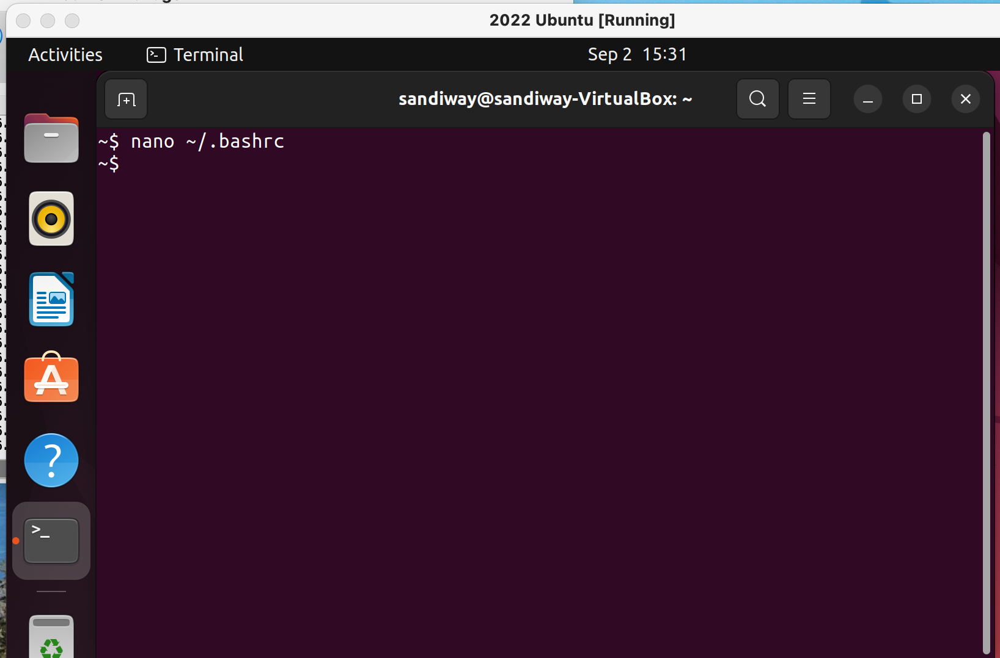 2022 Ubuntu [Running]
Activities
Terminal
Sep 2 15:31
sandiway@sandiway-VirtualBox: ~
~$ nano ~/.bashrc
~$